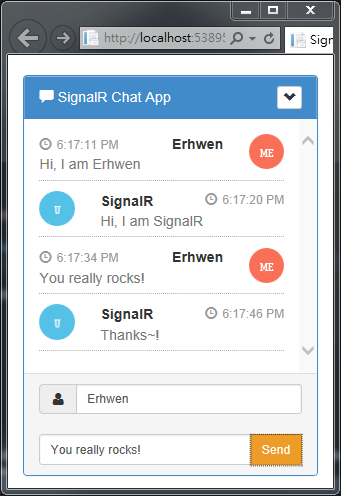 http://localhost:53895
Sign
SignalR Chat App
6:17:11 PM Erhwen
ME
Hi, I am Erhwen
U
SignalR 6:17:20 PM
Hi, I am SignalR
6:17:34 PM Erhwen
ME
You really rocks!
U
SignalR 6:17:46 PM
Thanks~!
Erhwen
You really rocks!
Send